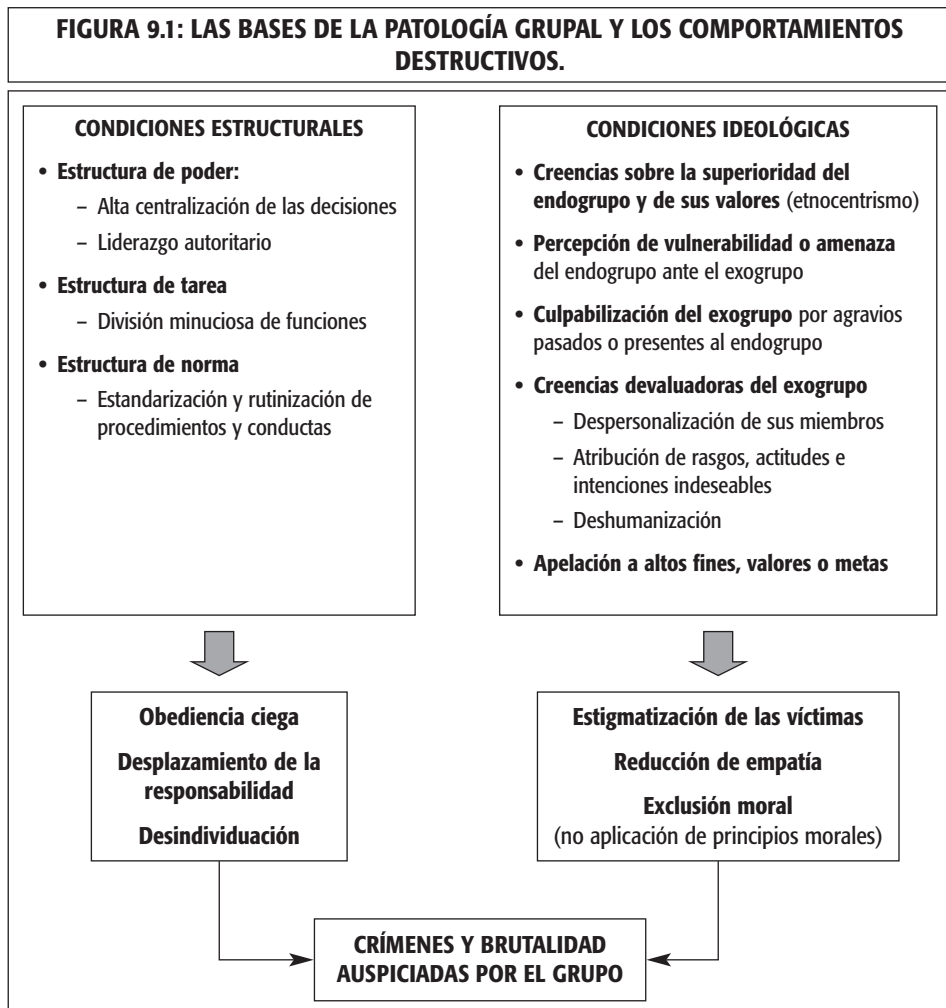 FIGURA 9.1: LAS BASES DE LA PATOLOGÍA GRUPAL Y LOS COMPORTAMIENTOS
DESTRUCTIVOS.
CONDICIONES ESTRUCTURALES
• Estructura de poder:
– Alta centralización de las decisiones
– Liderazgo autoritario
• Estructura de tarea
– División minuciosa de funciones
• Estructura de norma
– Estandarización y rutinización de
procedimientos y conductas
CONDICIONES IDEOLÓGICAS
• Creencias sobre la superioridad del
endogrupo y de sus valores (etnocentrismo)
• Percepción de vulnerabilidad o amenaza
del endogrupo ante el exogrupo
• Culpabilización del exogrupo por agravios
pasados o presentes al endogrupo
• Creencias devaluadoras del exogrupo
– Despersonalización de sus miembros
– Atribución de rasgos, actitudes e
intenciones indeseables
– Deshumanización
• Apelación a altos fines, valores o metas
Obediencia ciega
Desplazamiento de la
responsabilidad
Desindividuación
Estigmatización de las víctimas
Reducción de empatía
Exclusión moral
(no aplicación de principios morales)
CRÍMENES Y BRUTALIDAD
AUSPICIADAS POR EL GRUPO